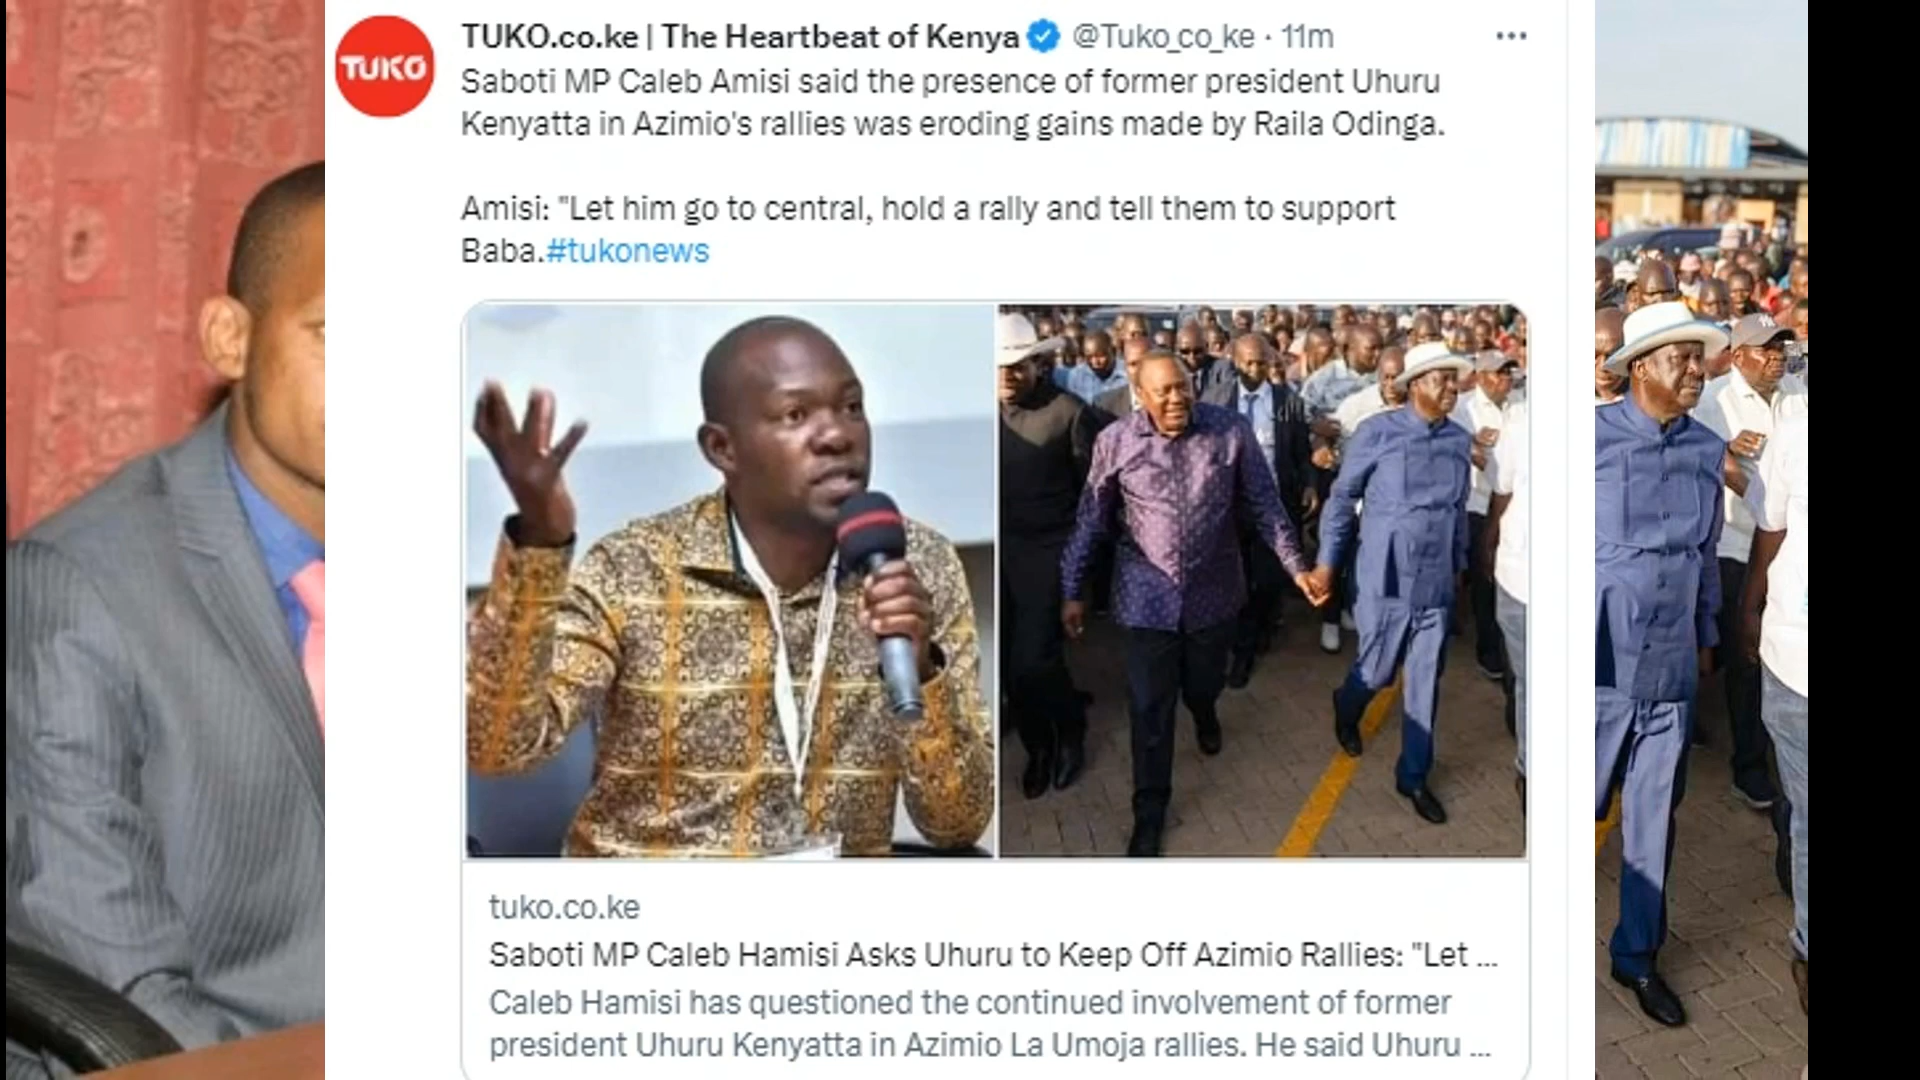 TUKO
TUKO.co.ke | The Heartbeat of Kenya @Tuko_co_ke · 11m
Saboti MP Caleb Amisi said the presence of former president Uhuru
Kenyatta in Azimio's rallies was eroding gains made by Raila Odinga.
Amisi: "Let him go to central, hold a rally and tell them to support
Baba.#tukonews
tuko.co.ke
Saboti MP Caleb Hamisi Asks Uhuru to Keep Off Azimio Rallies: "Let ...
Caleb Hamisi has questioned the continued involvement of former
president Uhuru Kenyatta in Azimio La Umoja rallies. He said Uhuru ...